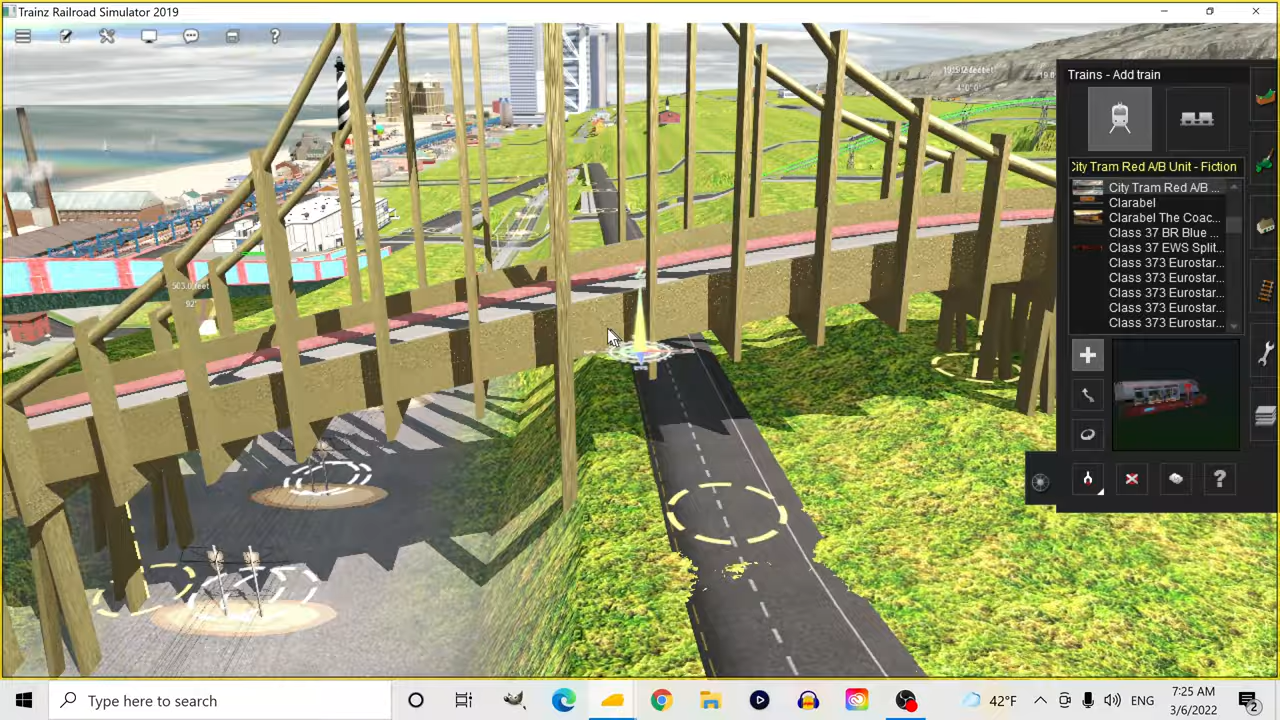 Trainz Railroad Simulator 2019
Trains - Add train
City Tram Red A/B Unit - Fiction
City Tram Red A/B ...
Clarabel
Clarabel The Coac...
Class 37 BR Blue ...
Class 37 EWS Split...
Class 373 Eurostar...
Class 373 Eurostar...
Class 373 Eurostar...
Class 373 Eurostar...
Class 373 Eurostar...
92°
Type here to search
42°F
ENG
7:25 AM
3/6/2022
2